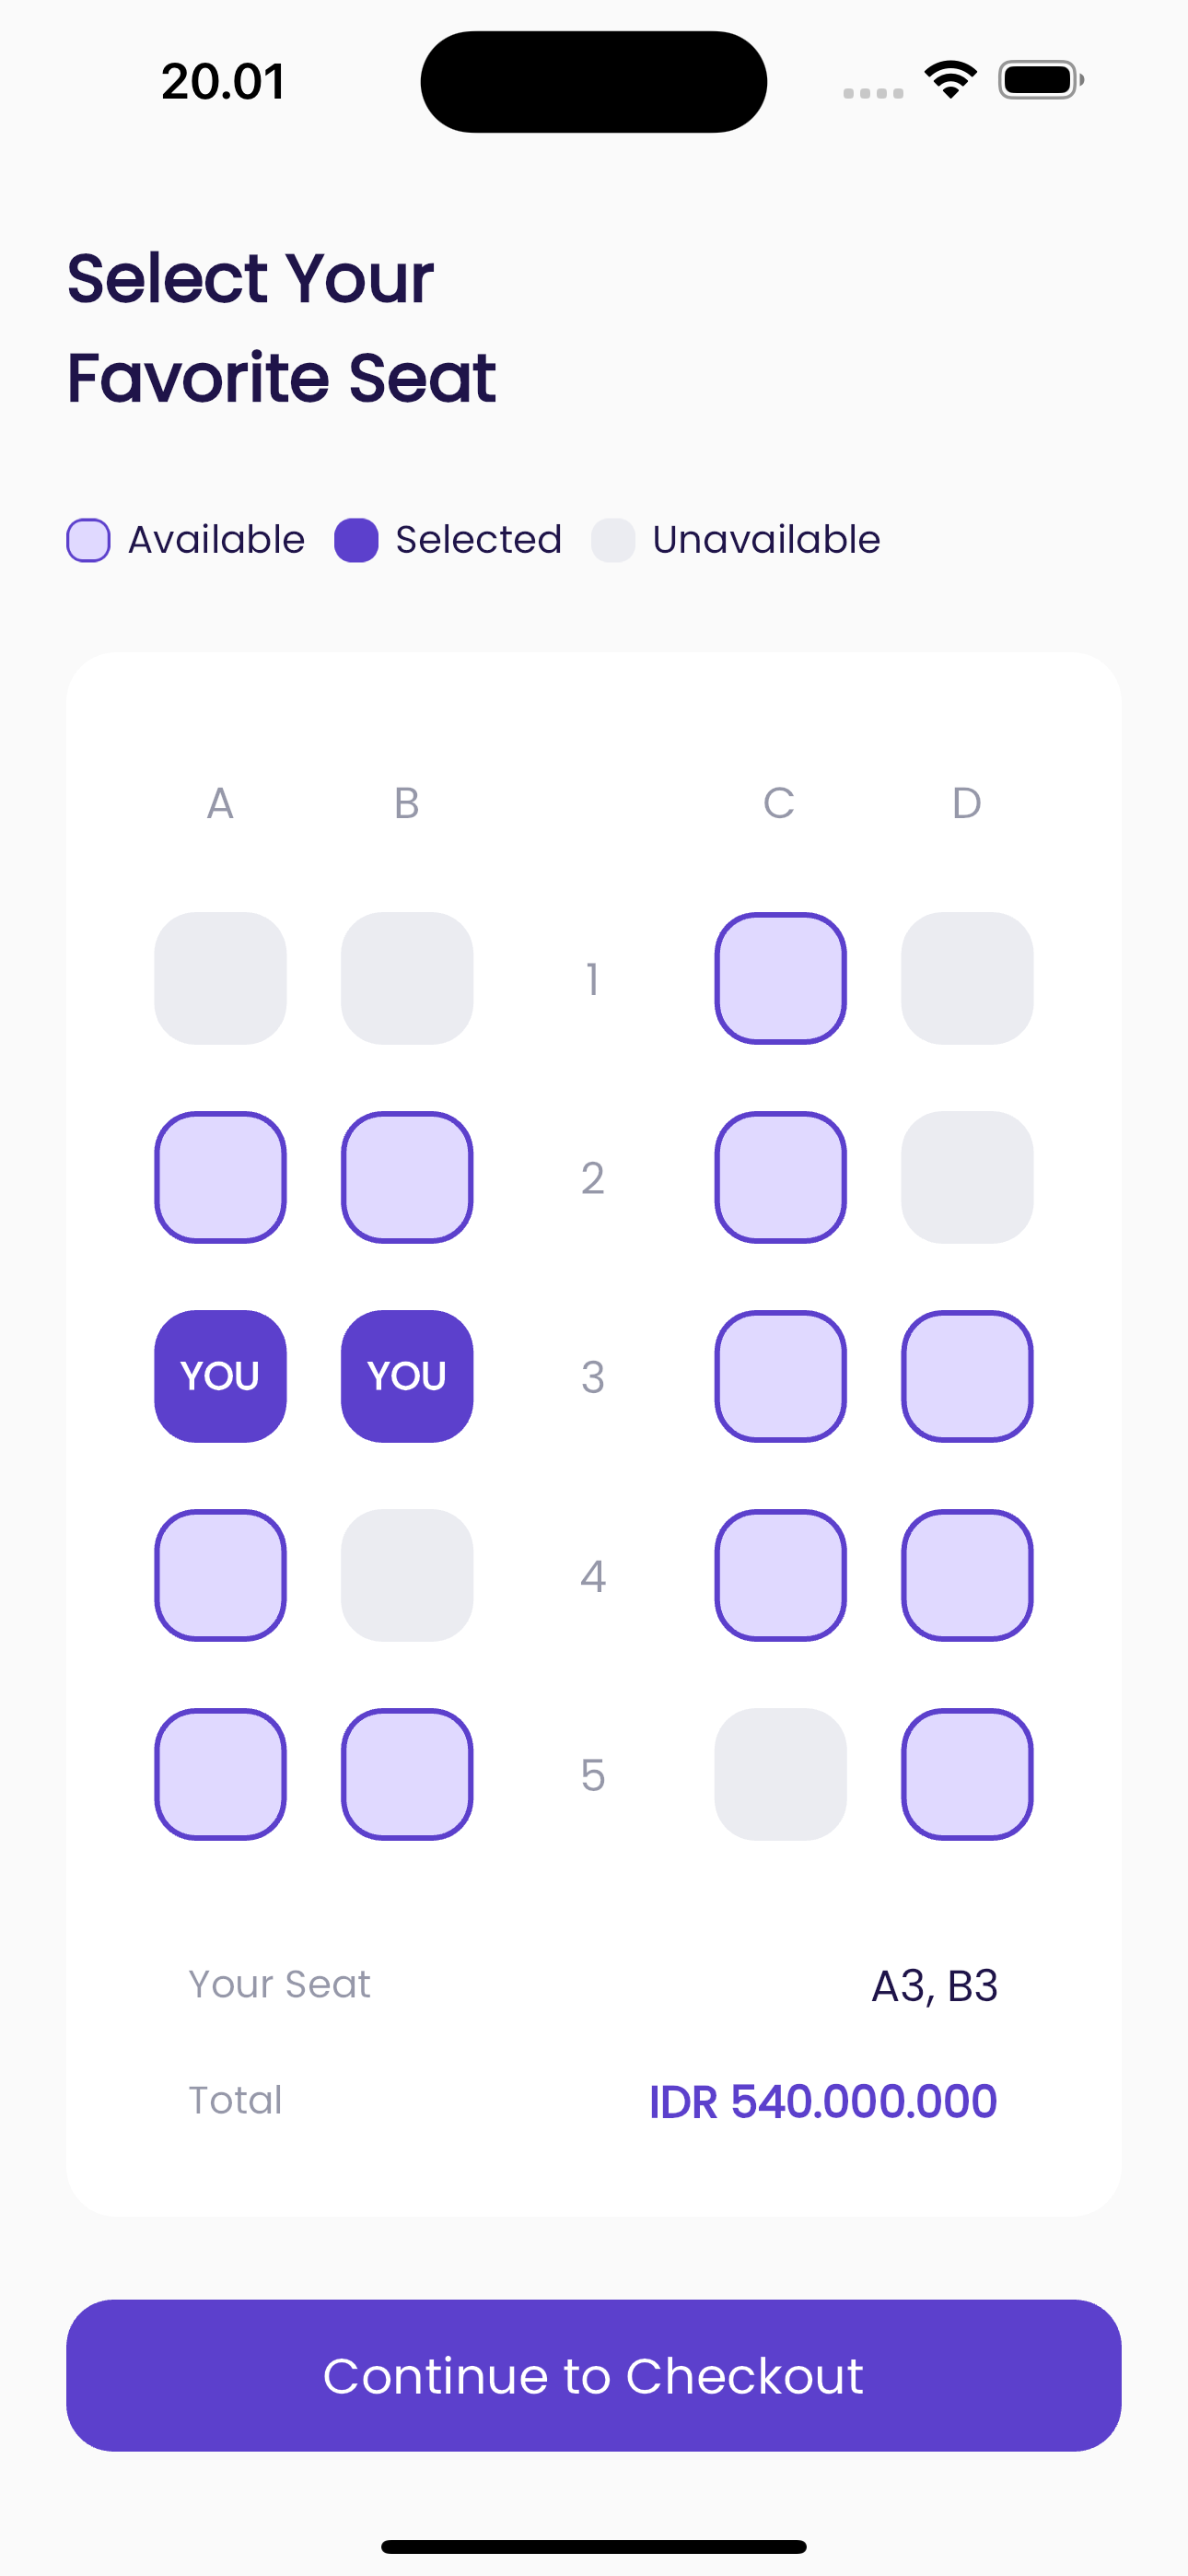 20.01
Select Your
Favorite Seat
Available Selected Unavailable
A B C D
1
2
YOU YOU 3
4
5
Your Seat A3, B3
Total IDR 540.000.000
Continue to Checkout